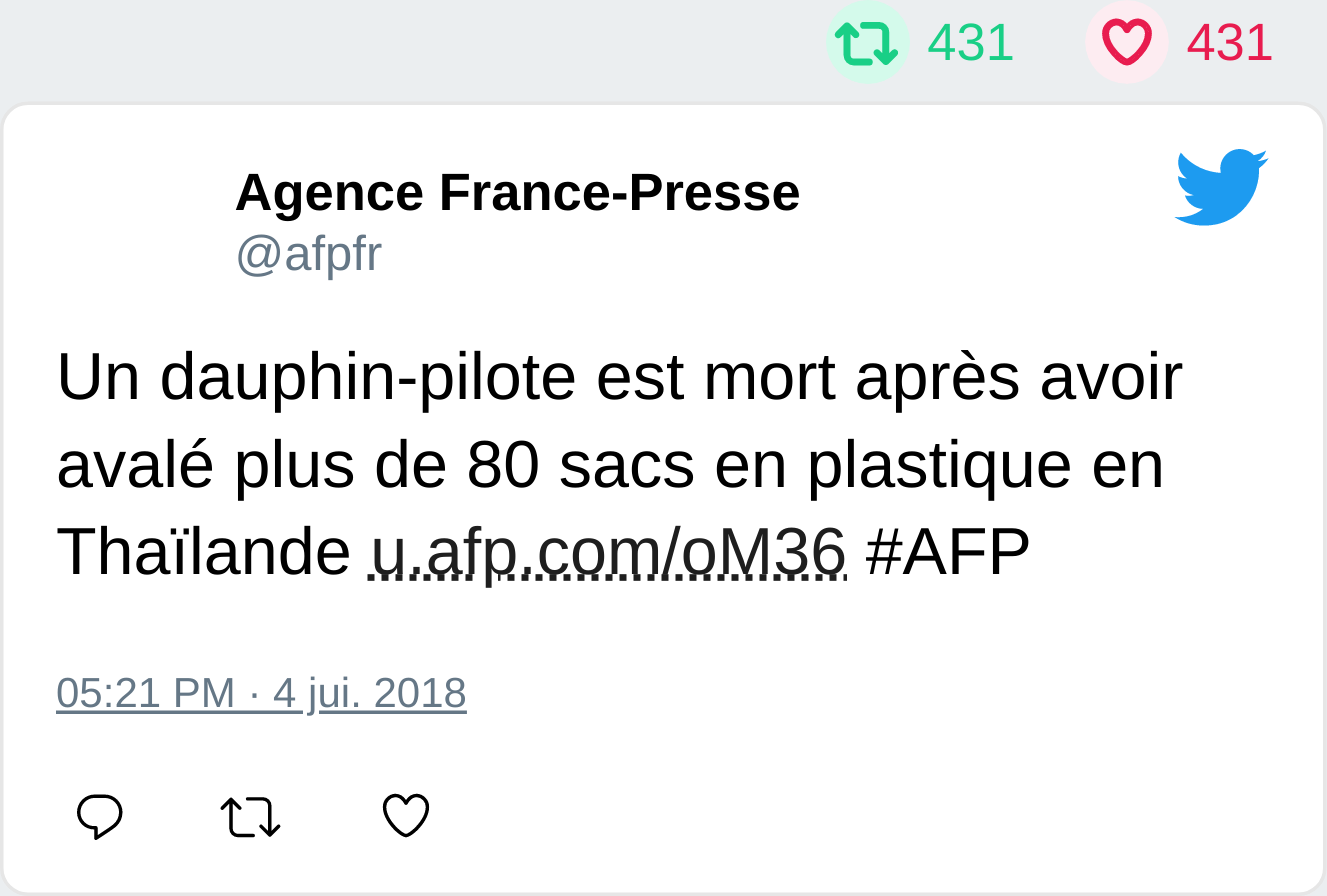 431 431
Agence France-Presse
@afpfr
Un dauphin-pilote est mort après avoir
avalé plus de 80 sacs en plastique en
Thaïlande u.afp.com/oM36 #AFP
05:21 PM · 4 jui. 2018